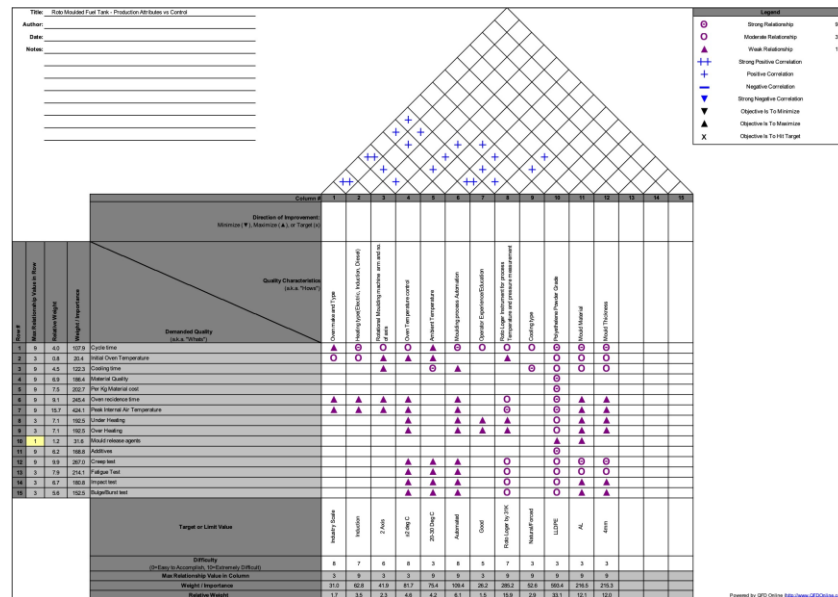 Title: Roto Moulded Fuel Tank - Production Attributes vs Control
Author:
Date:
Notes:
Legend
Θ Strong Relationship 9
Ο Moderate Relationship 3
▲ Weak Relationship 1
++ Strong Positive Correlation
+ Positive Correlation
− Negative Correlation
▼ Strong Negative Correlation
▼ Objective Is To Minimize
▲ Objective Is To Maximize
x Objective Is To Hit Target
Column # 1 2 3 4 5 6 7 8 9 10 11 12 13 14 15
Direction of Improvement:
Minimize (▼), Maximize (▲), or Target (x)
Row #
Max Relationship Value in Row
Relative Weight
Weight / Importance
Quality Characteristics
(a.k.a. "Hows")
Demanded Quality
(a.k.a. "Whats")
Oven make and Type
Heating type(Electric, Induction, Diesel)
Rotational Moulding machine arm and no. of axis
Oven Temperature control
Ambient Temperature
Moulding process Automation
Operator Experience/Education
Roto Loger Instrument for process Temperature and pressure measurement
Cooling type
Polyethylene Powder Grade
Mould Material
Mould Thickness
1 9 4.0 107.9 Cycle time ▲ Θ Ο Ο ▲ Θ Ο Ο Ο Θ Θ Θ
2 3 0.8 20.4 Initial Oven Temperature Ο Ο ▲ ▲ ▲ ▲ Ο Ο Ο
3 9 4.5 122.3 Cooling time ▲ Θ ▲ Θ Ο Ο Ο
4 9 6.9 186.4 Material Quality Θ
5 9 7.5 202.7 Per Kg Material cost Θ
6 9 9.1 245.4 Oven residence time ▲ ▲ ▲ ▲ ▲ Ο Θ ▲ ▲
7 9 15.7 424.1 Peak Internal Air Temperature ▲ ▲ ▲ ▲ ▲ Θ Θ ▲ ▲
8 3 7.1 192.5 Under Heating ▲ ▲ ▲ ▲ Ο ▲ ▲
9 3 7.1 192.5 Over Heating ▲ ▲ ▲ ▲ Ο ▲ ▲
10 1 1.2 31.6 Mould release agents ▲ ▲
11 9 6.2 168.8 Additives Θ
12 9 9.9 267.0 Creep test ▲ ▲ ▲ Ο Θ Θ Θ
13 3 7.9 214.1 Fatigue Test ▲ ▲ ▲ Ο Ο Ο Ο
14 3 6.7 180.8 Impact test ▲ ▲ ▲ Ο Ο ▲ ▲
15 3 5.6 152.5 Bulge/Burst test ▲ ▲ ▲ Ο Ο ▲ ▲
Target or Limit Value
Industry Scale
Induction
2 Axis
±2 deg C
20-30 Deg C
Automated
Good
Roto Loger by 31K
Natural/Forced
LLDPE
AL
4mm
Difficulty
(0=Easy to Accomplish, 10=Extremely Difficult)
6 7 6 8 3 8 5 7 3 3 3 3
Max Relationship Value in Column 3 9 3 3 9 9 3 9 9 9 9 9
Weight / Importance 31.0 62.8 41.9 81.7 75.4 109.4 26.2 285.2 52.6 593.4 216.5 215.3
Relative Weight 1.7 3.5 2.3 4.6 4.2 6.1 1.5 15.9 2.9 33.1 12.1 12.0
Powered by QFD Online (http://www.QFDOnline.c